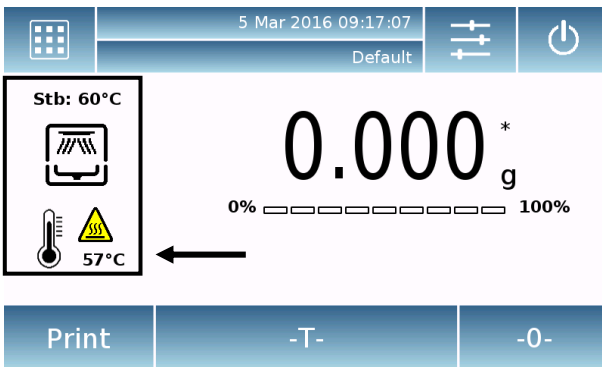 5 Mar 2016 09:17:07
Default
Stb: 60°C
57°C
0.000 *
g
0% 100%
Print -T- -0-